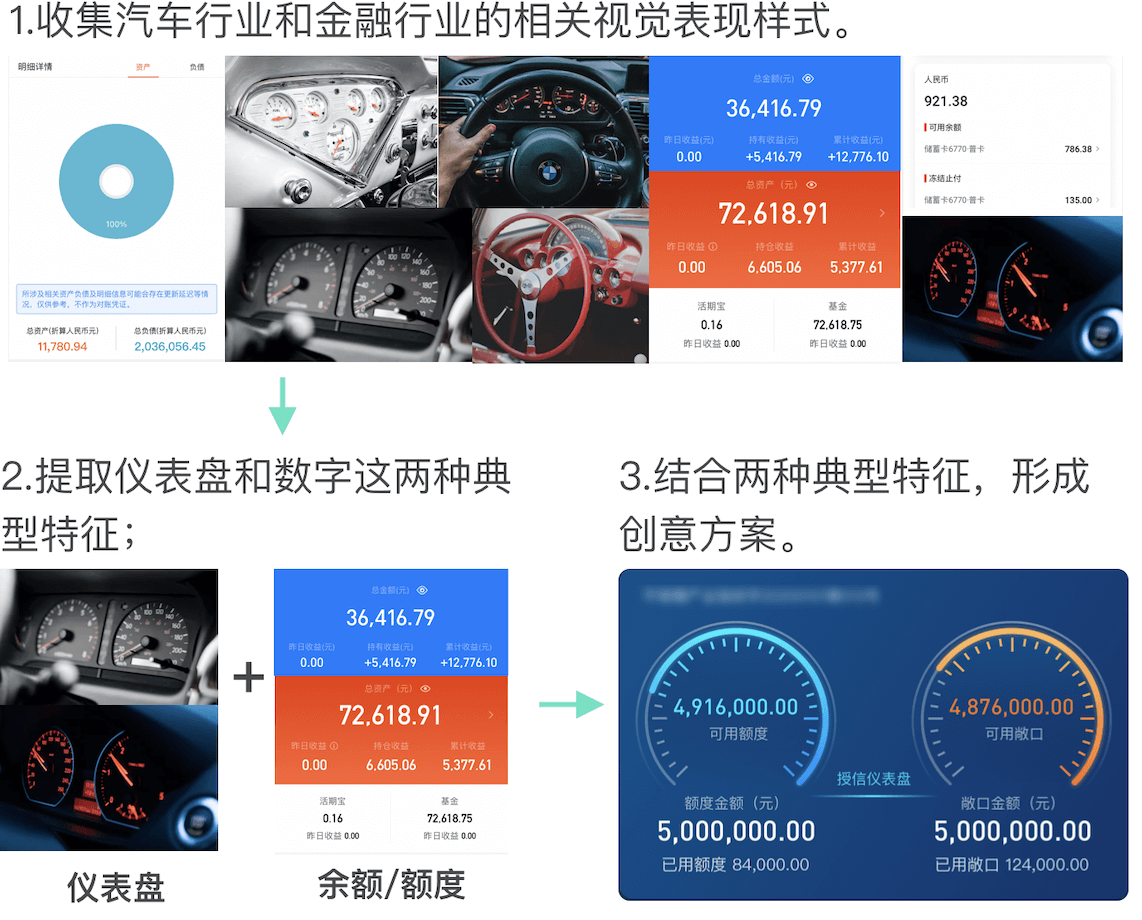 1.收集汽车行业和金融行业的相关视觉表现样式。
明细详情
资产
负债
100%
所涉及相关资产负债及明细信息可能会存在更新延迟等情
况，仅供参考，不作为对账凭证。
总资产(折算人民币元)
总负债(折算人民币元)
11,780.94
2,036,056.45
总金额(元)
36,416.79
昨日收益(元)
持有收益(元)
累计收益(元)
0.00
+5,416.79
+12,776.10
总资产（元）
72,618.91
昨日收益
持仓收益
累计收益
0.00
6,605.06
5,377.61
活期宝
基金
0.16
72,618.75
昨日收益 0.00
昨日收益 0.00
人民币
921.38
可用余额
储蓄卡6770·普卡
786.38
冻结止付
储蓄卡6770·普卡
135.00
2.提取仪表盘和数字这两种典
型特征；
总金额(元)
36,416.79
昨日收益(元)
持有收益(元)
累计收益(元)
0.00
+5,416.79
+12,776.10
总资产（元）
72,618.91
昨日收益
持仓收益
累计收益
0.00
6,605.06
5,377.61
活期宝
基金
0.16
72,618.75
昨日收益 0.00
昨日收益 0.00
仪表盘
+
余额/额度
3.结合两种典型特征，形成
创意方案。
4,916,000.00
可用额度
额度金额（元）
5,000,000.00
已用额度 84,000.00
授信仪表盘
4,876,000.00
可用敞口
敞口金额（元）
5,000,000.00
已用敞口 124,000.00